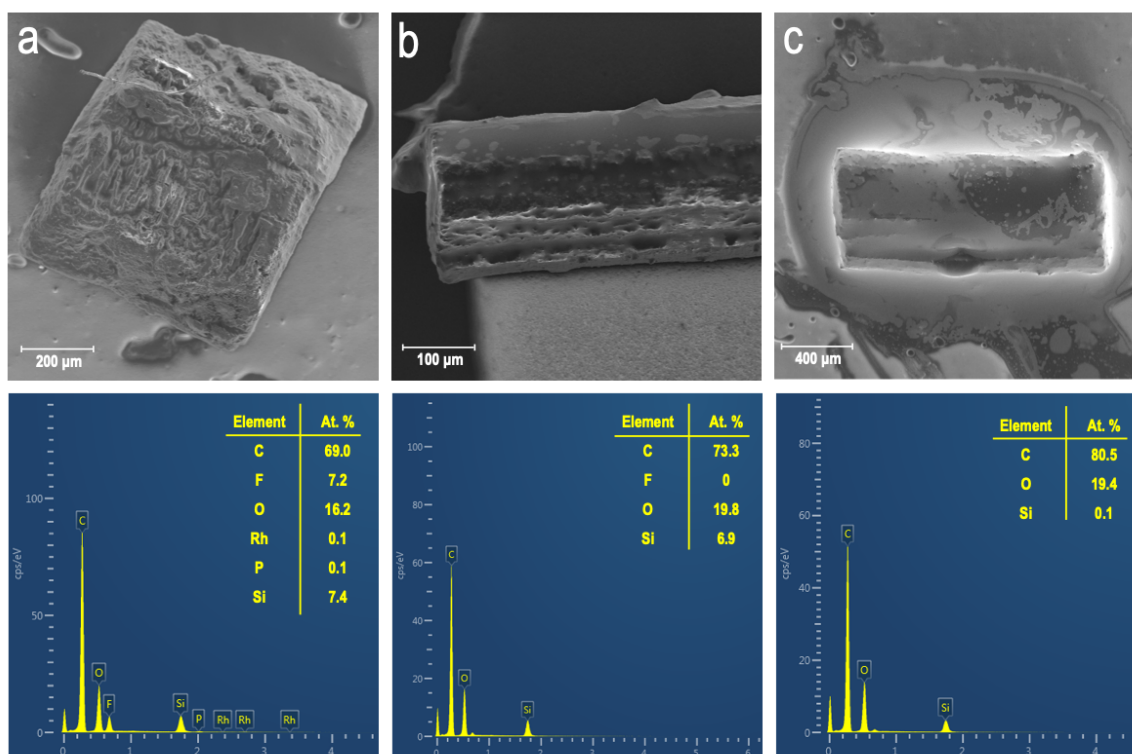 a
b
c
200 µm
100 µm
400 µm
Element At. %
C 69.0
F 7.2
O 16.2
Rh 0.1
P 0.1
Si 7.4
100
50
0
cps/eV
C
O
F
Si
P
Rh
Rh
Rh
0 1 2 3 4
Element At. %
C 73.3
F 0
O 19.8
Si 6.9
100
80
60
40
20
0
cps/eV
C
O
Si
0 1 2 3 4 5 6
Element At. %
C 80.5
O 19.4
Si 0.1
80
60
40
20
0
cps/eV
C
O
Si
0 1 2 3 4